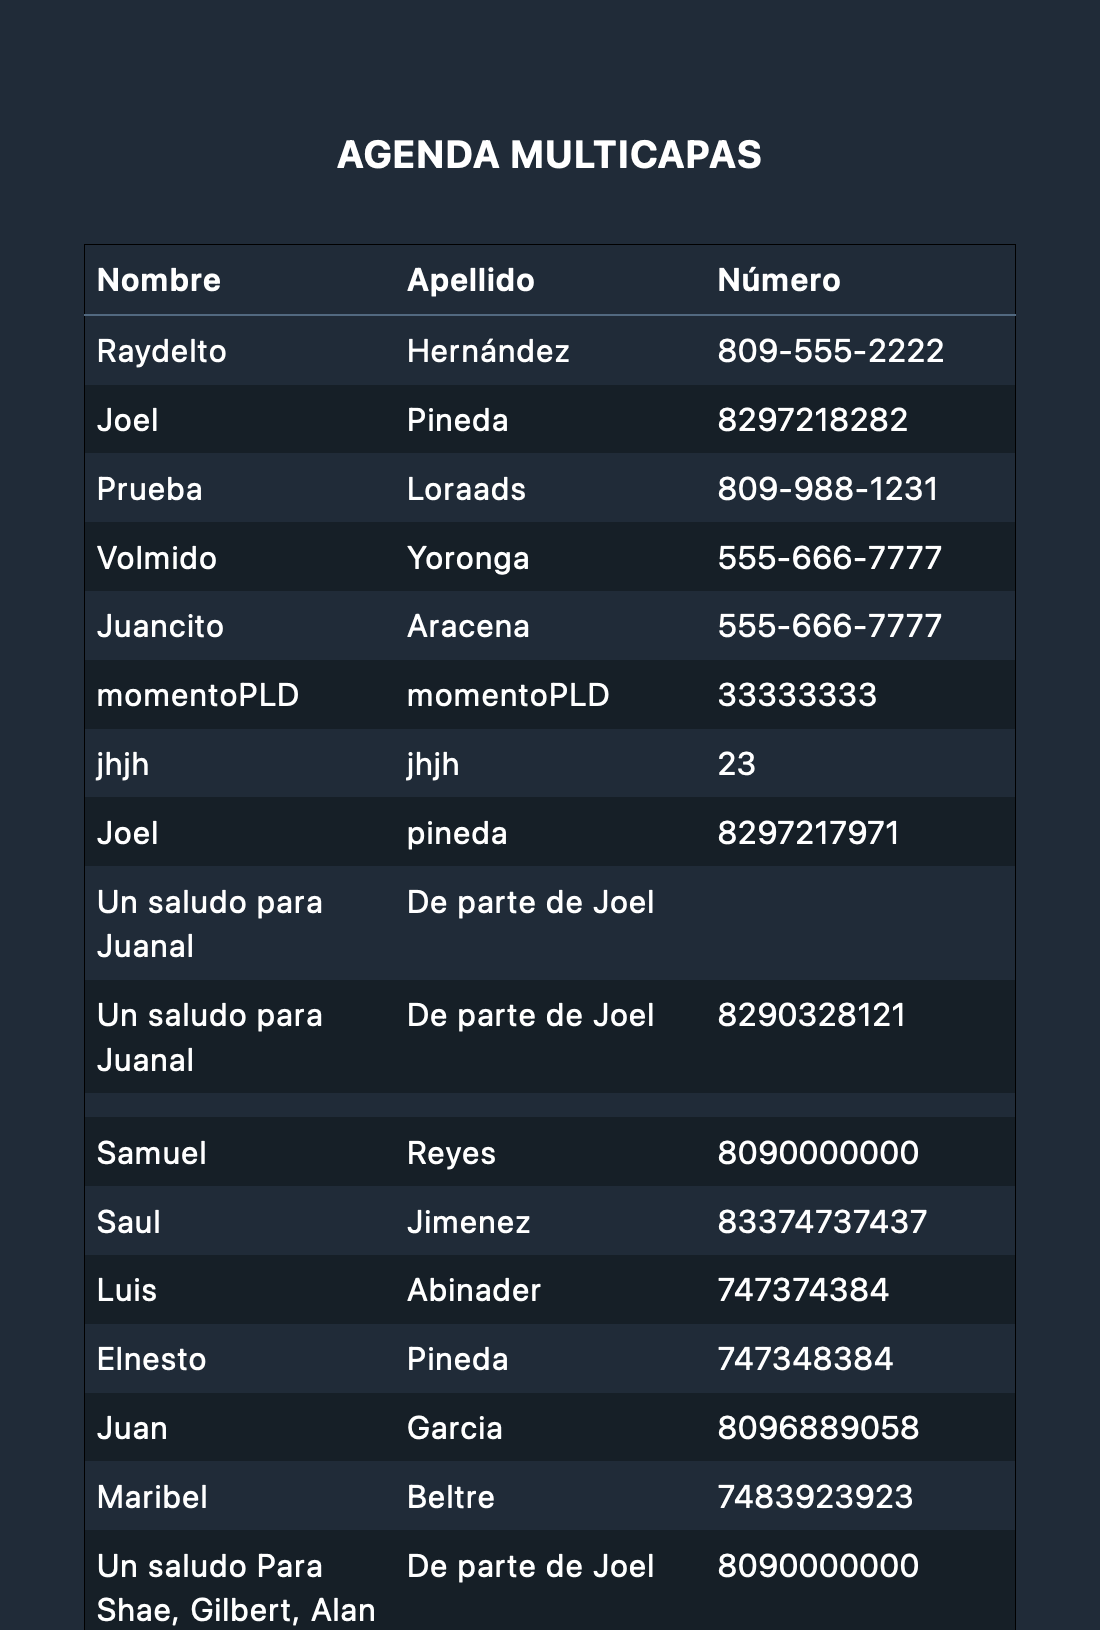 AGENDA MULTICAPAS
Nombre Apellido Número
Raydelto Hernández 809-555-2222
Joel Pineda 8297218282
Prueba Loraads 809-988-1231
Volmido Yoronga 555-666-7777
Juancito Aracena 555-666-7777
momentoPLD momentoPLD 33333333
jhjh jhjh 23
Joel pineda 8297217971
Un saludo para De parte de Joel
Juanal
Un saludo para De parte de Joel 8290328121
Juanal
Samuel Reyes 8090000000
Saul Jimenez 83374737437
Luis Abinader 747374384
Elnesto Pineda 747348384
Juan Garcia 8096889058
Maribel Beltre 7483923923
Un saludo Para De parte de Joel 8090000000
Shae, Gilbert, Alan